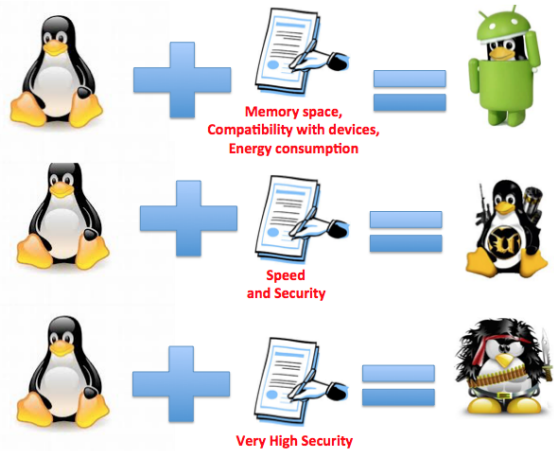 Memory space,
Compatibility with devices,
Energy consumption
Speed
and Security
Very High Security